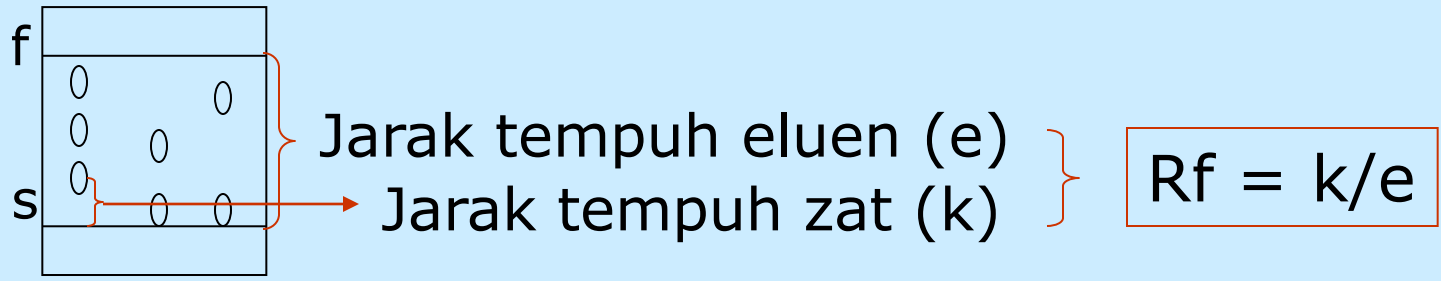 f
s
Jarak tempuh eluen (e)
Jarak tempuh zat (k)
Rf = k/e